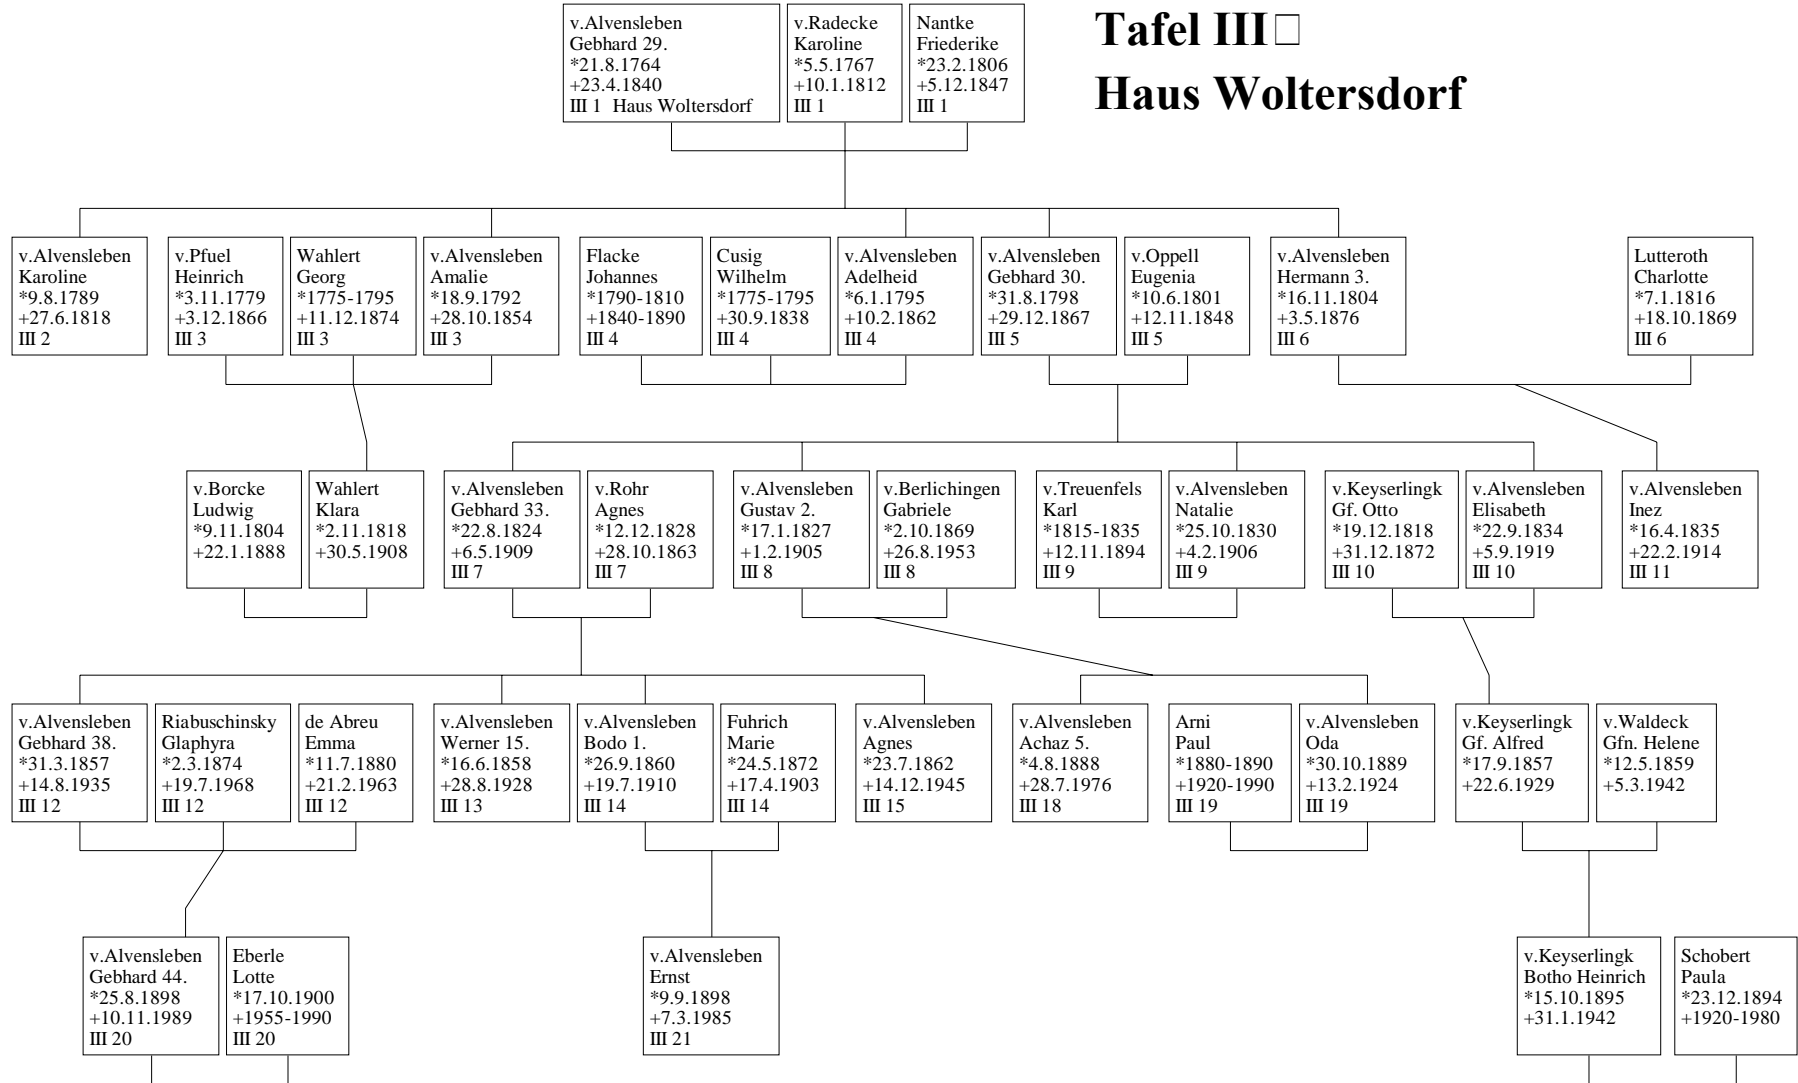 Tafel III
Haus Woltersdorf
v.Alvensleben
Gebhard 29.
*21.8.1764
+23.4.1840
III 1 Haus Woltersdorf
v.Radecke
Karoline
*5.5.1767
+10.1.1812
III 1
Nantke
Friederike
*23.2.1806
+5.12.1847
III 1
v.Alvensleben
Karoline
*9.8.1789
+27.6.1818
III 2
v.Pfuel
Heinrich
*3.11.1779
+3.12.1866
III 3
Wahlert
Georg
*1775-1795
+11.12.1874
III 3
v.Alvensleben
Amalie
*18.9.1792
+28.10.1854
III 3
Flacke
Johannes
*1790-1810
+1840-1890
III 4
Cusig
Wilhelm
*1775-1795
+30.9.1838
III 4
v.Alvensleben
Adelheid
*6.1.1795
+10.2.1862
III 4
v.Alvensleben
Gebhard 30.
*31.8.1798
+29.12.1867
III 5
v.Oppell
Eugenia
*10.6.1801
+12.11.1848
III 5
v.Alvensleben
Hermann 3.
*16.11.1804
+3.5.1876
III 6
Lutteroth
Charlotte
*7.1.1816
+18.10.1869
III 6
v.Borcke
Ludwig
*9.11.1804
+22.1.1888
Wahlert
Klara
*2.11.1818
+30.5.1908
v.Alvensleben
Gebhard 33.
*22.8.1824
+6.5.1909
III 7
v.Rohr
Agnes
*12.12.1828
+28.10.1863
III 7
v.Alvensleben
Gustav 2.
*17.1.1827
+1.2.1905
III 8
v.Berlichingen
Gabriele
*2.10.1869
+26.8.1953
III 8
v.Treuenfels
Karl
*1815-1835
+12.11.1894
III 9
v.Alvensleben
Natalie
*25.10.1830
+4.2.1906
III 9
v.Keyserlingk
Gf. Otto
*19.12.1818
+31.12.1872
III 10
v.Alvensleben
Elisabeth
*22.9.1834
+5.9.1919
III 10
v.Alvensleben
Inez
*16.4.1835
+22.2.1914
III 11
v.Alvensleben
Gebhard 38.
*31.3.1857
+14.8.1935
III 12
Riabuschinsky
Glaphyra
*2.3.1874
+19.7.1968
III 12
de Abreu
Emma
*11.7.1880
+21.2.1963
III 12
v.Alvensleben
Werner 15.
*16.6.1858
+28.8.1928
III 13
v.Alvensleben
Bodo 1.
*26.9.1860
+19.7.1910
III 14
Fuhrich
Marie
*24.5.1872
+17.4.1903
III 14
v.Alvensleben
Agnes
*23.7.1862
+14.12.1945
III 15
v.Alvensleben
Achaz 5.
*4.8.1888
+28.7.1976
III 18
Arni
Paul
*1880-1890
+1920-1990
III 19
v.Alvensleben
Oda
*30.10.1889
+13.2.1924
III 19
v.Keyserlingk
Gf. Alfred
*17.9.1857
+22.6.1929
v.Waldeck
Gfn. Helene
*12.5.1859
+5.3.1942
v.Alvensleben
Gebhard 44.
*25.8.1898
+10.11.1989
III 20
Eberle
Lotte
*17.10.1900
+1955-1990
III 20
v.Alvensleben
Ernst
*9.9.1898
+7.3.1985
III 21
v.Keyserlingk
Botho Heinrich
*15.10.1895
+31.1.1942
Schobert
Paula
*23.12.1894
+1920-1980